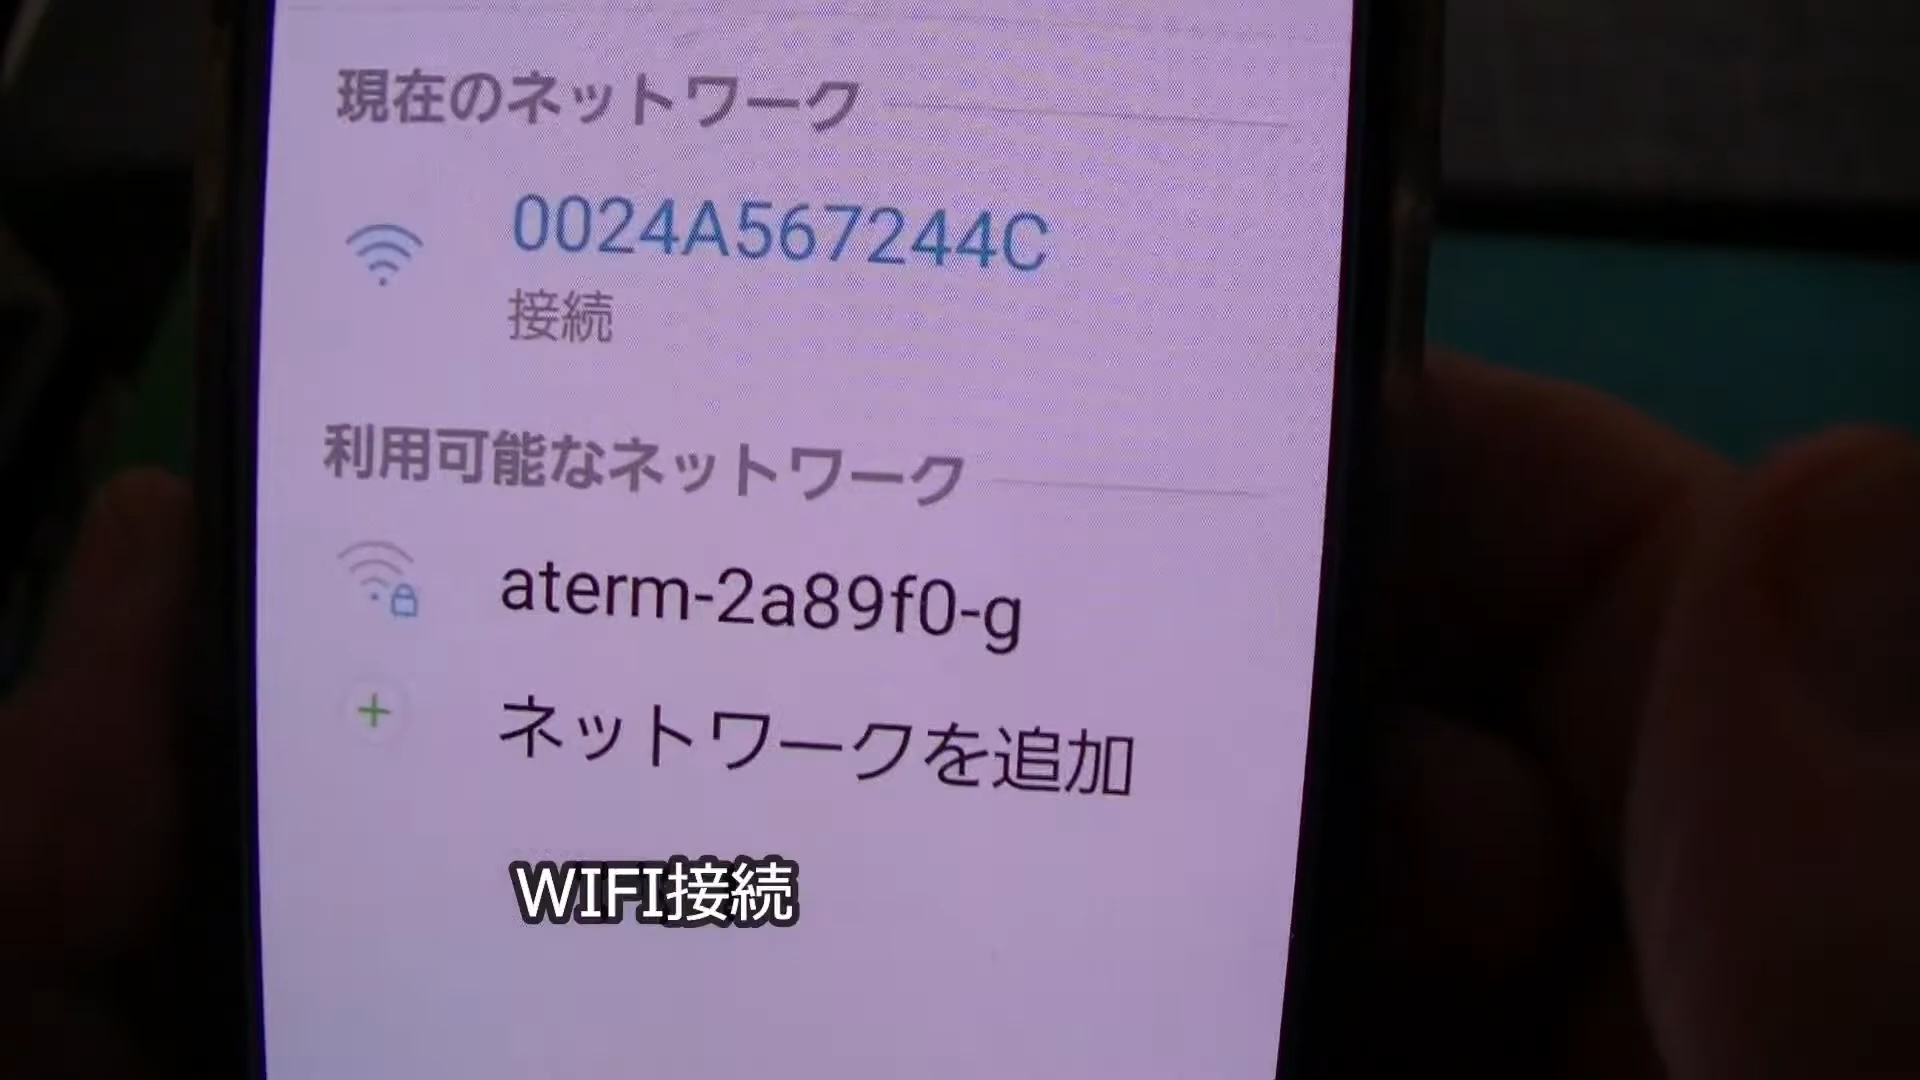 現在のネットワーク
0024A567244C
接続
利用可能なネットワーク
aterm-2a89f0-g
ネットワークを追加
WIFI接続